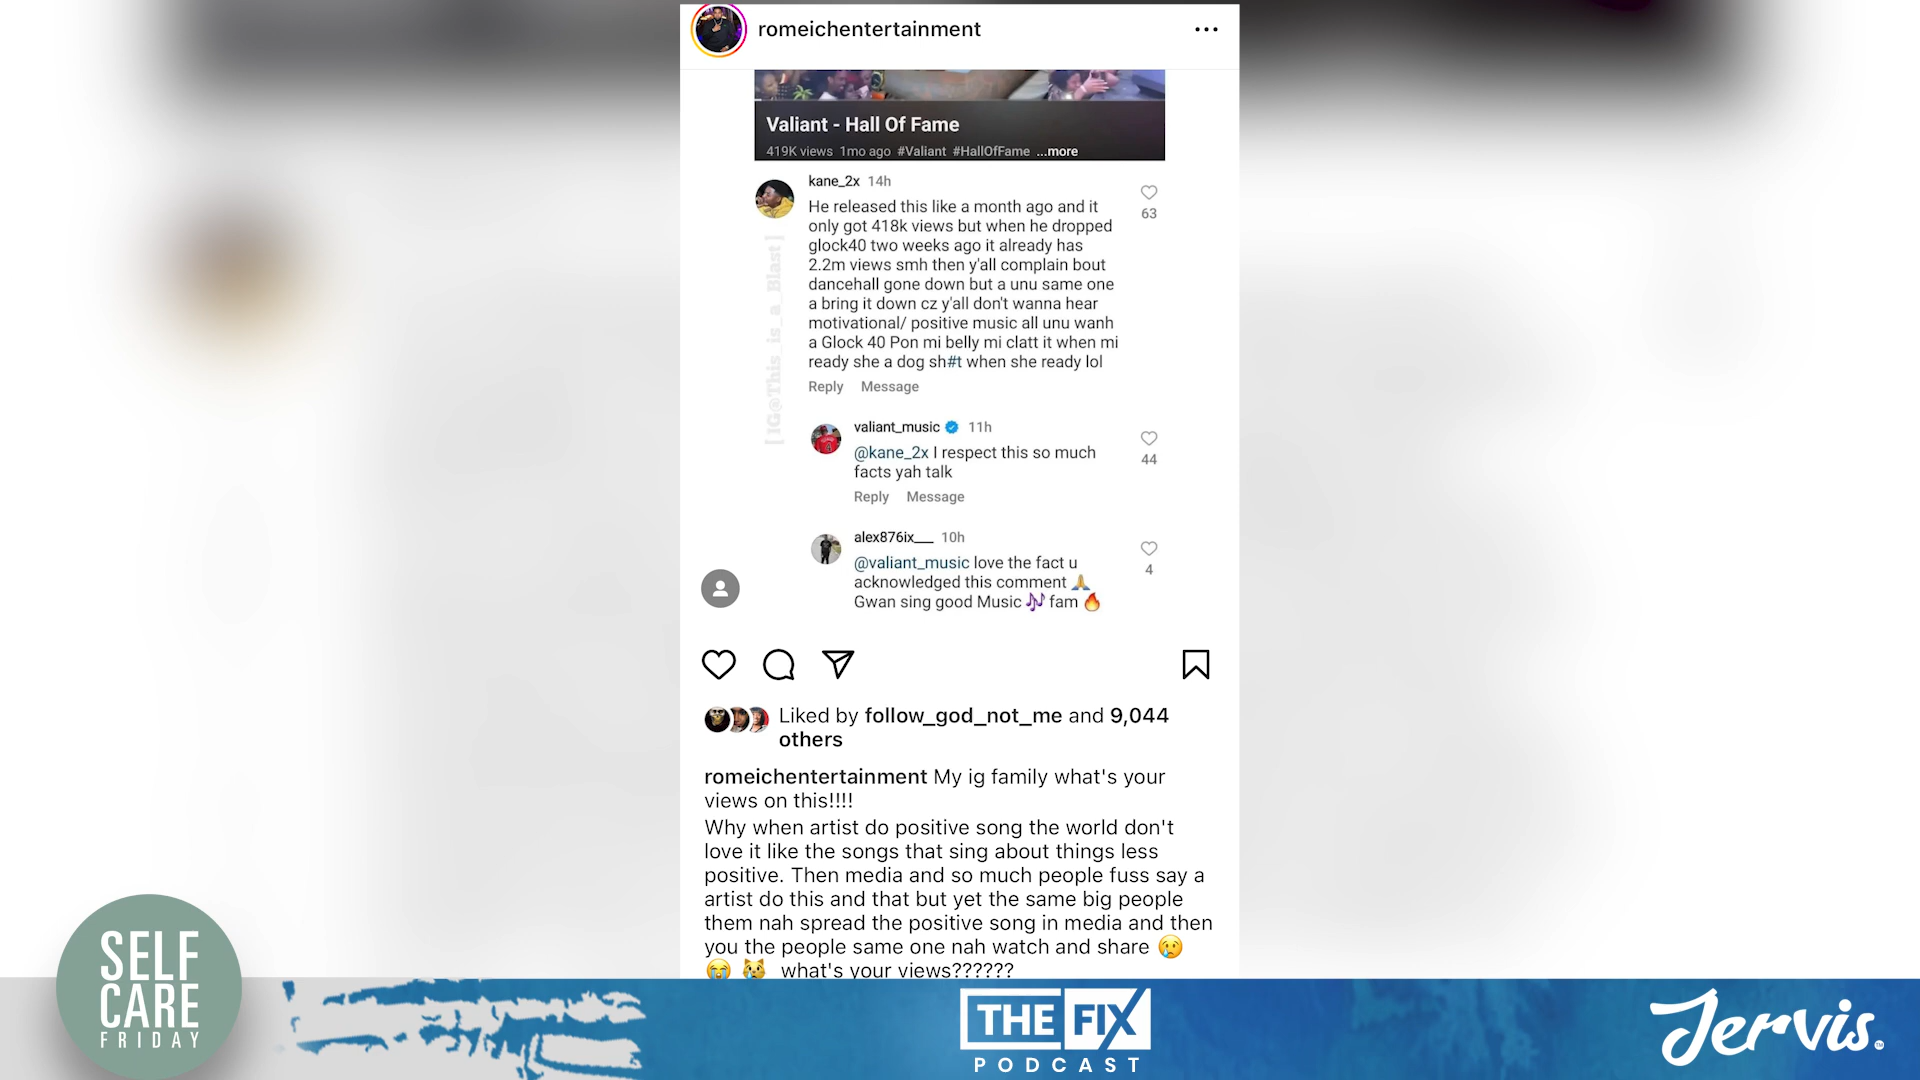 romeichentertainment
Valiant - Hall Of Fame
419K views 1mo ago #Valiant #HallOfFame ...more
kane_2x 14h
He released this like a month ago and it
only got 418k views but when he dropped
glock40 two weeks ago it already has
2.2m views smh then y'all complain bout
dancehall gone down but a unu same one
a bring it down cz y'all don't wanna hear
motivational/ positive music all unu wanh
a Glock 40 Pon mi belly mi clatt it when mi
ready she a dog sh#t when she ready lol
63
Reply Message
[ IG@This_is_a_Blast ]
valiant_music 11h
@kane_2x I respect this so much
facts yah talk
44
Reply Message
alex876ix___ 10h
@valiant_music love the fact u
acknowledged this comment 🙏
Gwan sing good Music 🎶 fam 🔥
4
Liked by follow_god_not_me and 9,044
others
romeichentertainment My ig family what's your
views on this!!!!
Why when artist do positive song the world don't
love it like the songs that sing about things less
positive. Then media and so much people fuss say a
artist do this and that but yet the same big people
them nah spread the positive song in media and then
you the people same one nah watch and share 😢
😭 😿 what's your views??????
SELF
CARE
FRIDAY
THE FIX
PODCAST
Jervis.